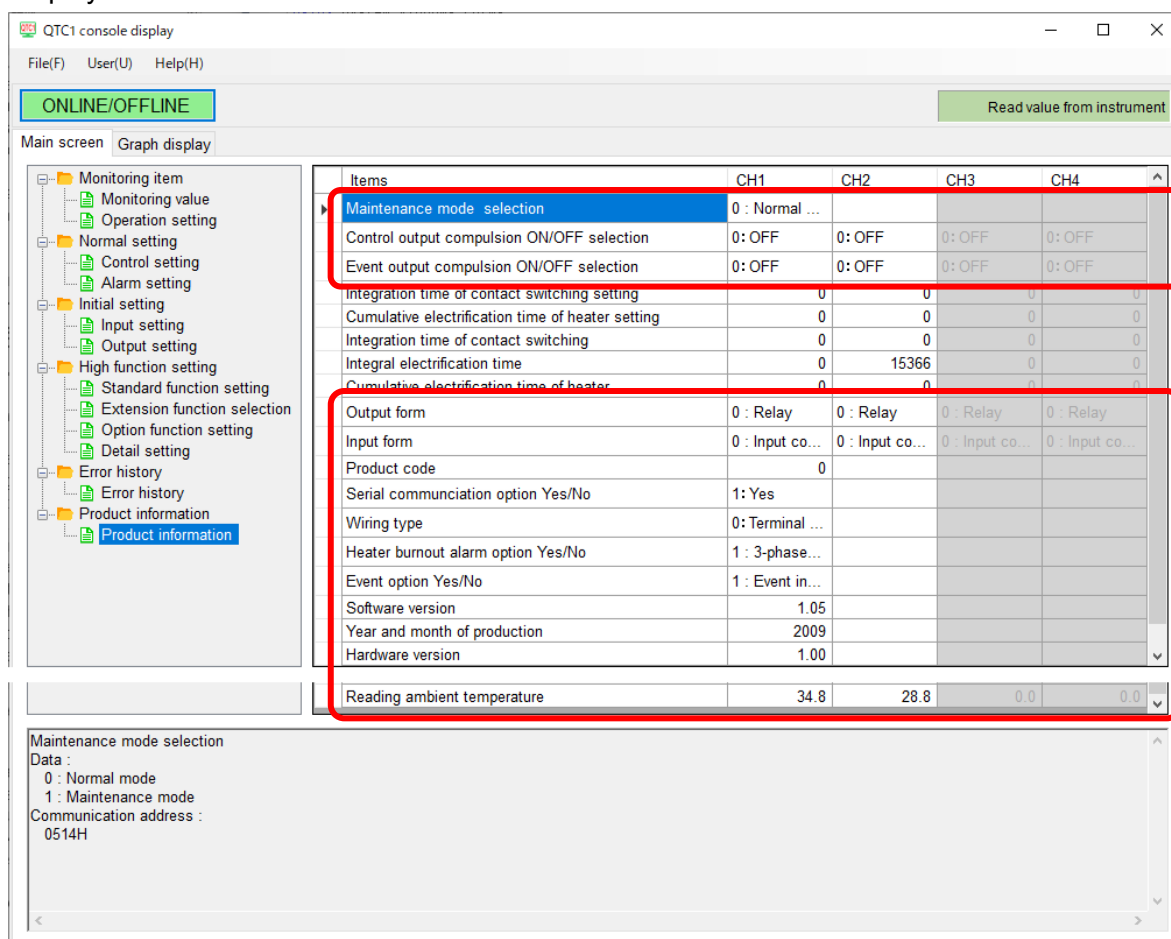 QTC1 console display
File(F) User(U) Help(H)
ONLINE/OFFLINE
Read value from instrument
Main screen Graph display
Monitoring item
Monitoring value
Operation setting
Normal setting
Control setting
Alarm setting
Initial setting
Input setting
Output setting
High function setting
Standard function setting
Extension function selection
Option function setting
Detail setting
Error history
Error history
Product information
Product information
Items CH1 CH2 CH3 CH4
Maintenance mode selection 0 : Normal ...
Control output compulsion ON/OFF selection 0: OFF 0: OFF 0: OFF 0: OFF
Event output compulsion ON/OFF selection 0: OFF 0: OFF 0: OFF 0: OFF
Integration time of contact switching setting 0 0 0 0
Cumulative electrification time of heater setting 0 0 0 0
Integration time of contact switching 0 0 0 0
Integral electrification time 0 15366 0 0
Cumulative electrification time of heater 0 0 0 0
Output form 0 : Relay 0 : Relay 0 : Relay 0 : Relay
Input form 0 : Input co... 0 : Input co... 0 : Input co... 0 : Input co...
Product code 0
Serial communciation option Yes/No 1: Yes
Wiring type 0: Terminal ...
Heater burnout alarm option Yes/No 1 : 3-phase...
Event option Yes/No 1 : Event in...
Software version 1.05
Year and month of production 2009
Hardware version 1.00
Reading ambient temperature 34.8 28.8 0.0 0.0
Maintenance mode selection
Data :
0 : Normal mode
1 : Maintenance mode
Communication address :
0514H